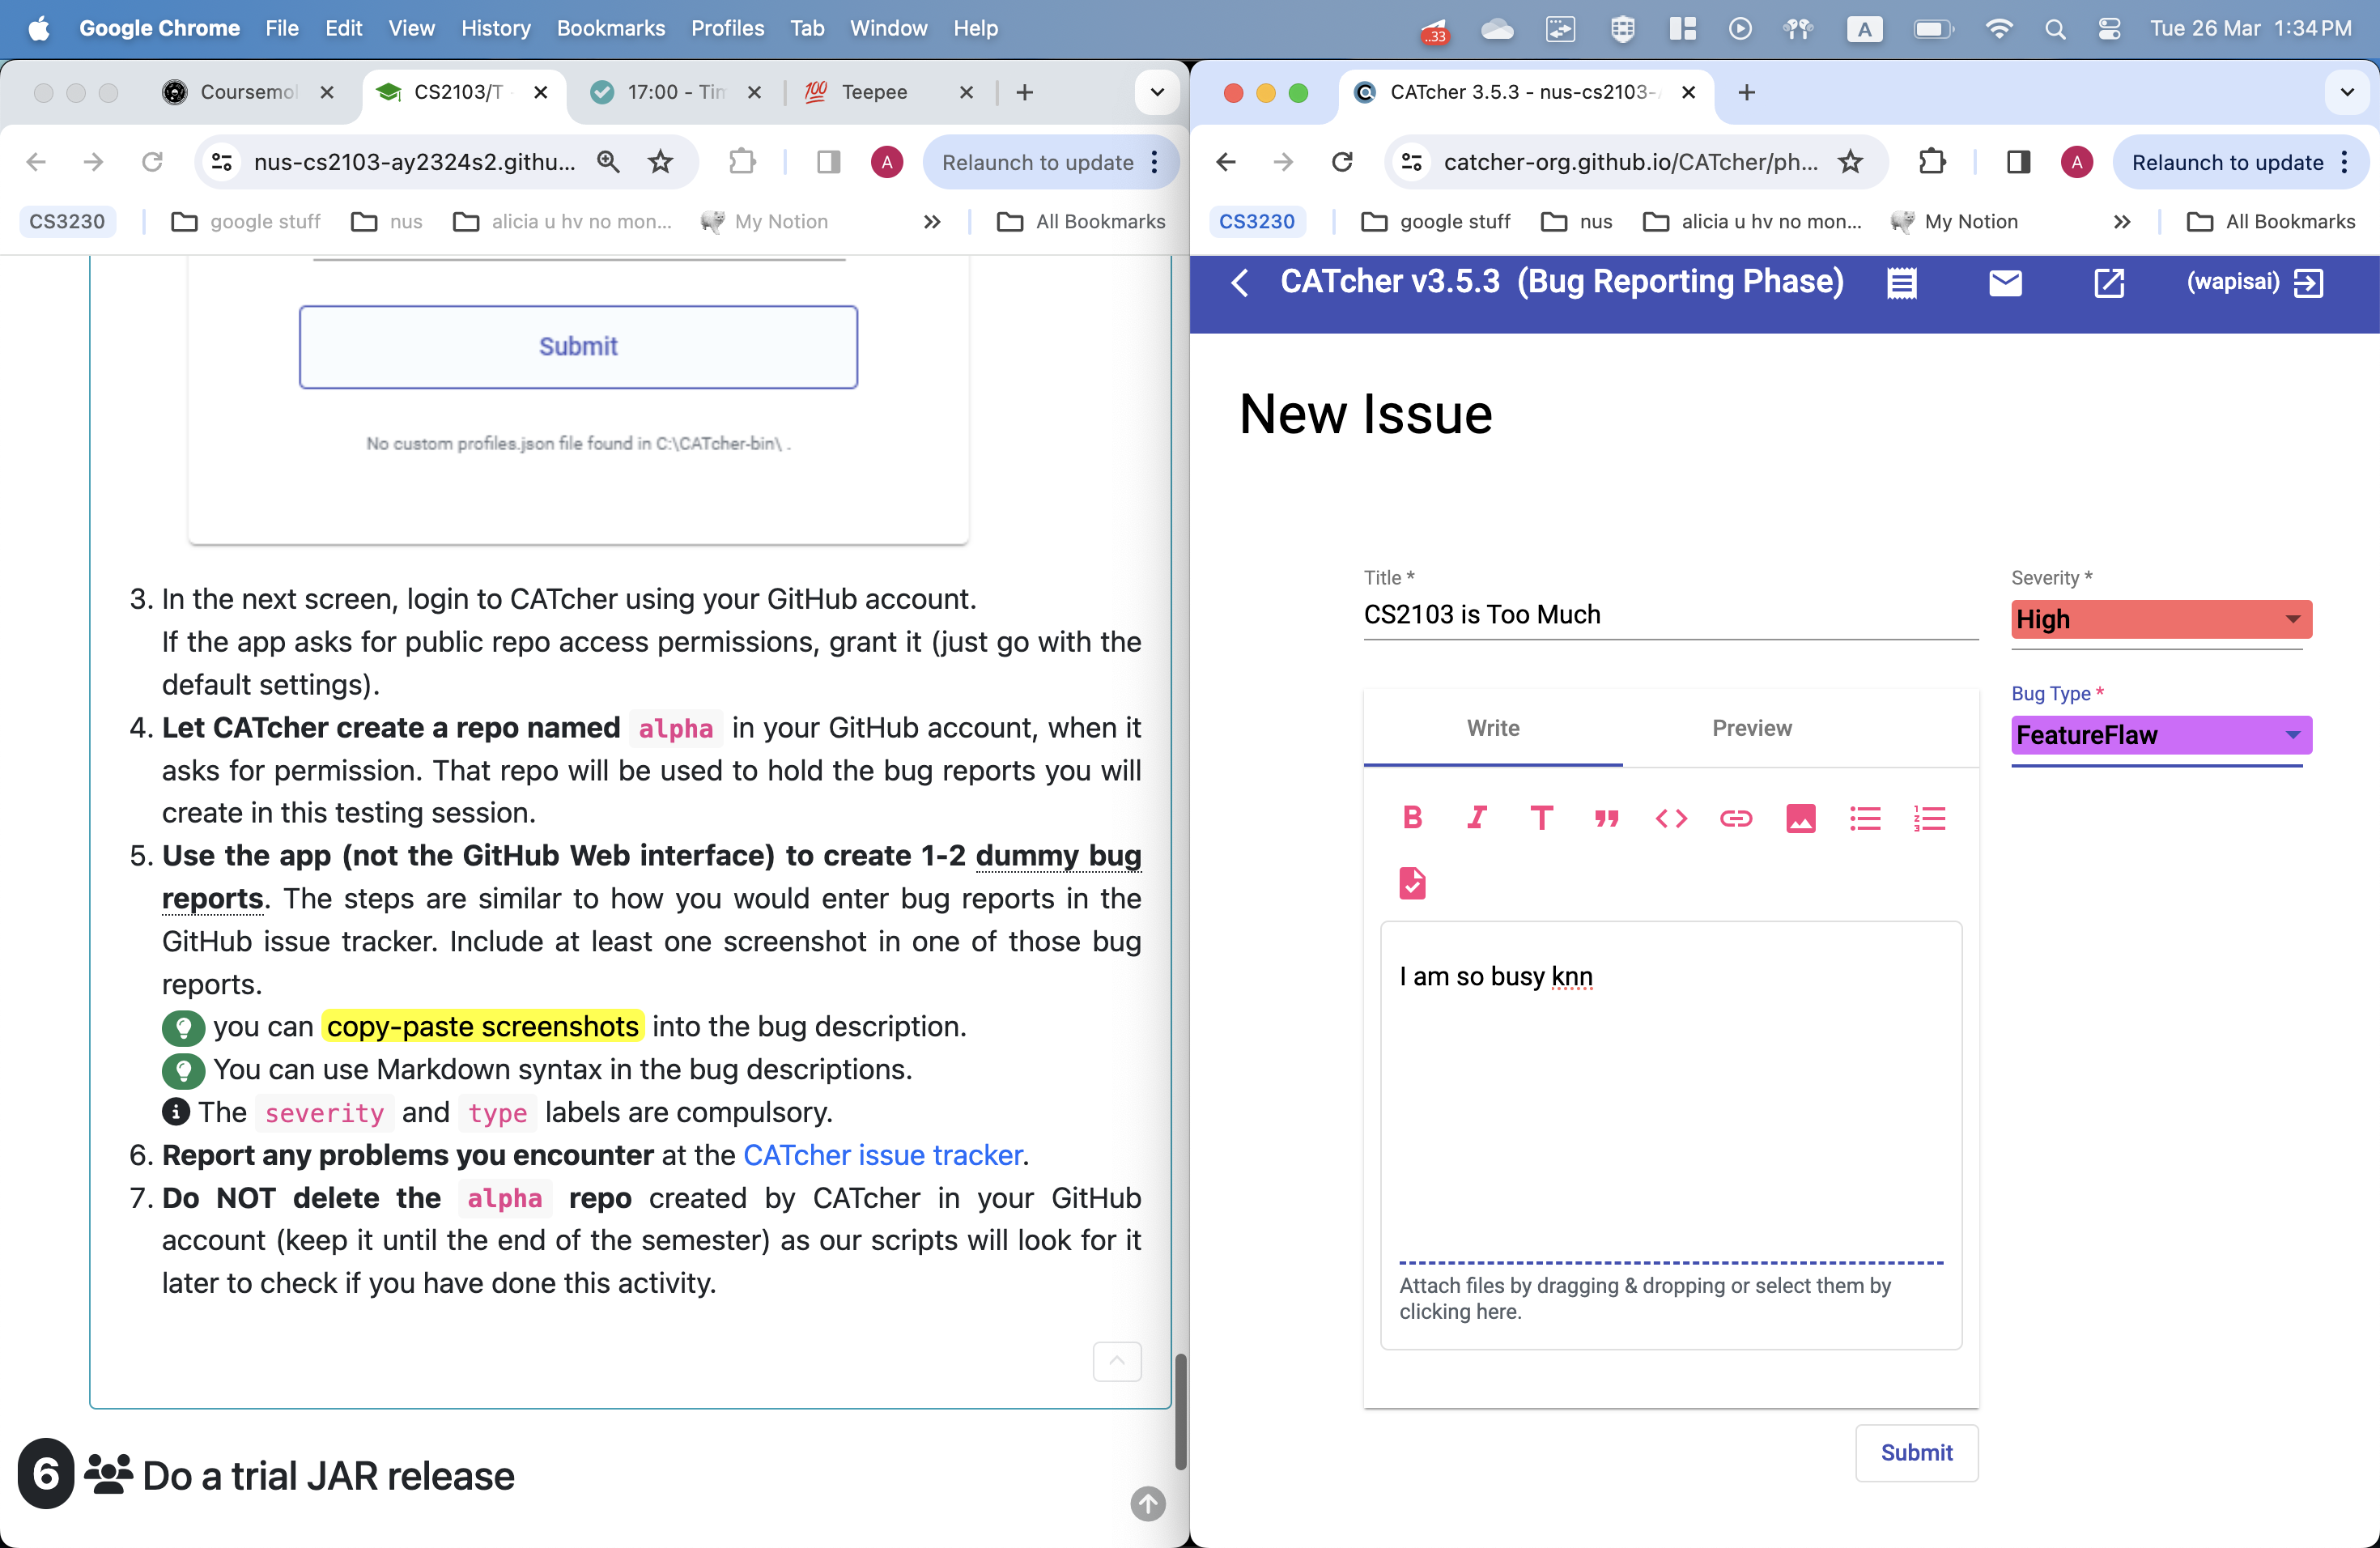 Google Chrome File Edit View History Bookmarks Profiles Tab Window Help ..33 A Tue 26 Mar 1:34 PM
Coursemol CS2103/T 17:00 - Tim 100 Teepee
nus-cs2103-ay2324s2.githu... A Relaunch to update
CS3230 google stuff nus alicia u hv no mon... My Notion All Bookmarks
Submit
No custom profiles.json file found in C:\CATcher-bin\ .
3. In the next screen, login to CATcher using your GitHub account.
If the app asks for public repo access permissions, grant it (just go with the
default settings).
4. Let CATcher create a repo named alpha in your GitHub account, when it
asks for permission. That repo will be used to hold the bug reports you will
create in this testing session.
5. Use the app (not the GitHub Web interface) to create 1-2 dummy bug
reports. The steps are similar to how you would enter bug reports in the
GitHub issue tracker. Include at least one screenshot in one of those bug
reports.
you can copy-paste screenshots into the bug description.
You can use Markdown syntax in the bug descriptions.
The severity and type labels are compulsory.
6. Report any problems you encounter at the CATcher issue tracker.
7. Do NOT delete the alpha repo created by CATcher in your GitHub
account (keep it until the end of the semester) as our scripts will look for it
later to check if you have done this activity.
6 Do a trial JAR release
CATcher 3.5.3 - nus-cs2103-
catcher-org.github.io/CATcher/ph... A Relaunch to update
CS3230 google stuff nus alicia u hv no mon... My Notion All Bookmarks
CATcher v3.5.3 (Bug Reporting Phase) (wapisai)
New Issue
Title *
CS2103 is Too Much
Severity *
High
Bug Type *
FeatureFlaw
Write Preview
I am so busy knn
Attach files by dragging & dropping or select them by
clicking here.
Submit